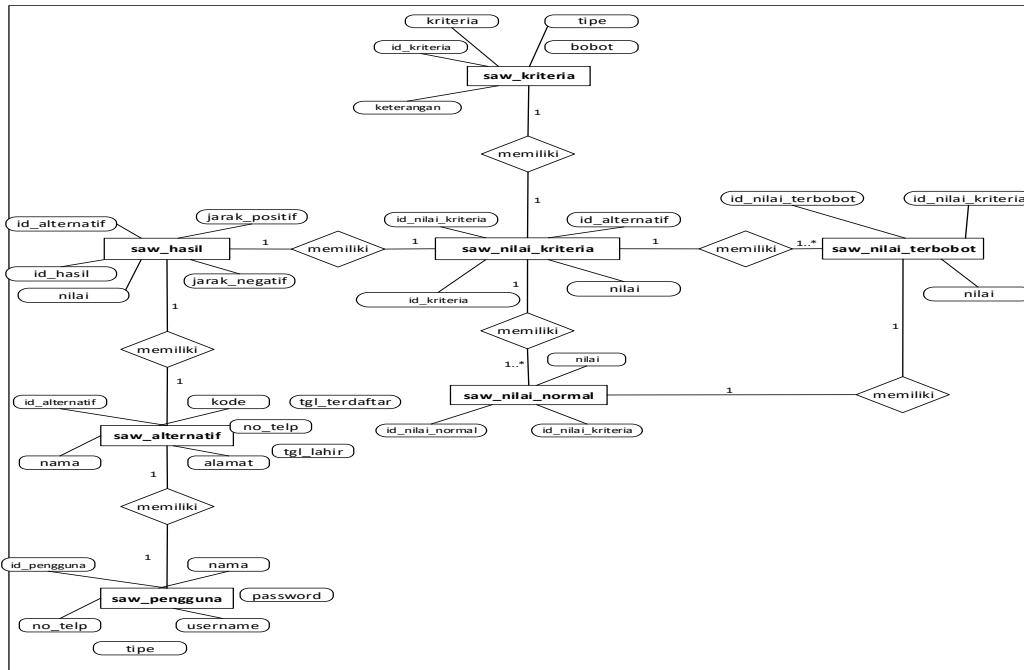 kriteria
tipe
id_kriteria
bobot
saw_kriteria
keterangan
1
memiliki
1
id_alternatif
jarak_positif
id_nilai_kriteria
id_alternatif
id_nilai_terbobot
id_nilai_kriteria
saw_hasil
1
memiliki
1
saw_nilai_kriteria
1
memiliki
1..*
saw_nilai_terbobot
id_hasil
nilai
jarak_negatif
id_kriteria
1
nilai
nilai
1
memiliki
1
memiliki
1..*
nilai
1
saw_nilai_normal
1
memiliki
id_nilai_normal
id_nilai_kriteria
id_alternatif
kode
tgl_terdaftar
saw_alternatif
no_telp
nama
alamat
tgl_lahir
1
memiliki
1
id_pengguna
nama
saw_pengguna
password
no_telp
username
tipe